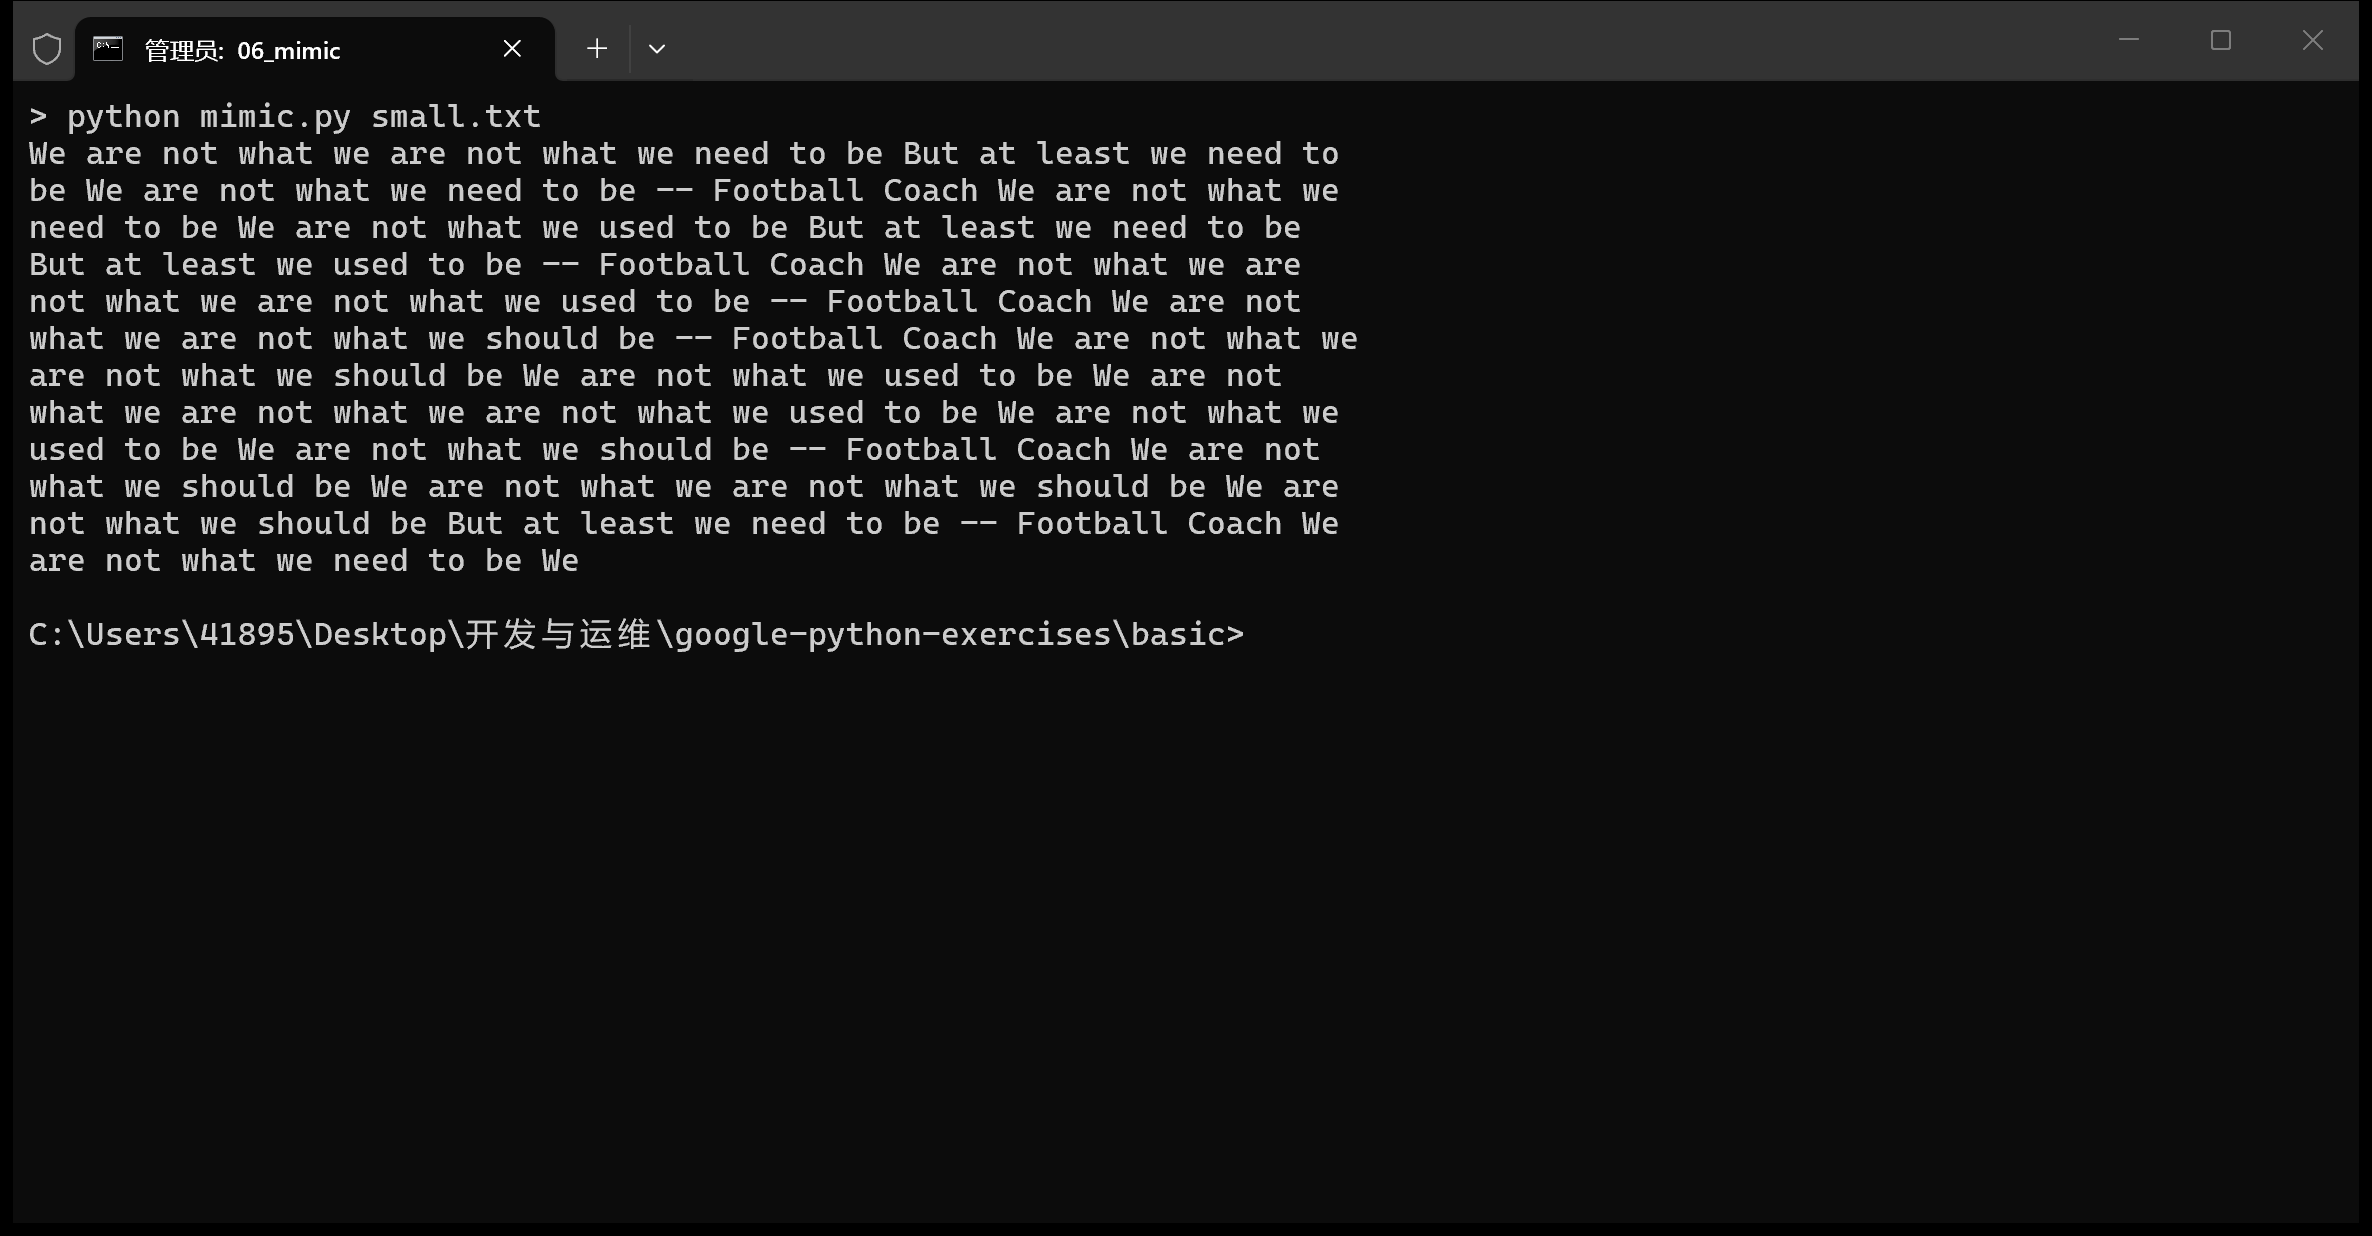 管理员: 06_mimic
> python mimic.py small.txt
We are not what we are not what we need to be But at least we need to
be We are not what we need to be -- Football Coach We are not what we
need to be We are not what we used to be But at least we need to be
But at least we used to be -- Football Coach We are not what we are
not what we are not what we used to be -- Football Coach We are not
what we are not what we should be -- Football Coach We are not what we
are not what we should be We are not what we used to be We are not
what we are not what we are not what we used to be We are not what we
used to be We are not what we should be -- Football Coach We are not
what we should be We are not what we are not what we should be We are
not what we should be But at least we need to be -- Football Coach We
are not what we need to be We
C:\Users\41895\Desktop\开发与运维\google-python-exercises\basic>